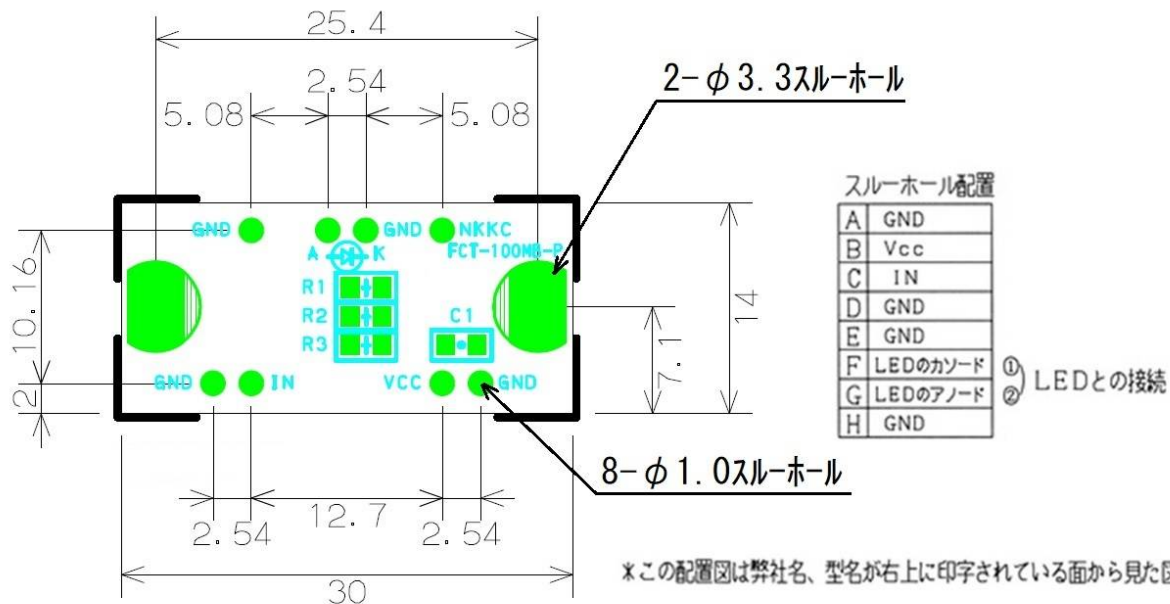 25.4
2.54
5.08
5.08
2-φ3.3スルーホール
GND
GND
NKKC
A
K
FCT-100MB-P
R1
R2
R3
C1
GND
IN
VCC
GND
10.16
2
14
7.1
8-φ1.0スルーホール
2.54
12.7
2.54
30
スルーホール配置
A GND
B Vcc
C IN
D GND
E GND
F LEDのカソード ①
G LEDのアノード ②
H GND
LEDとの接続
*この配置図は弊社名、型名が右上に印字されている面から見た図